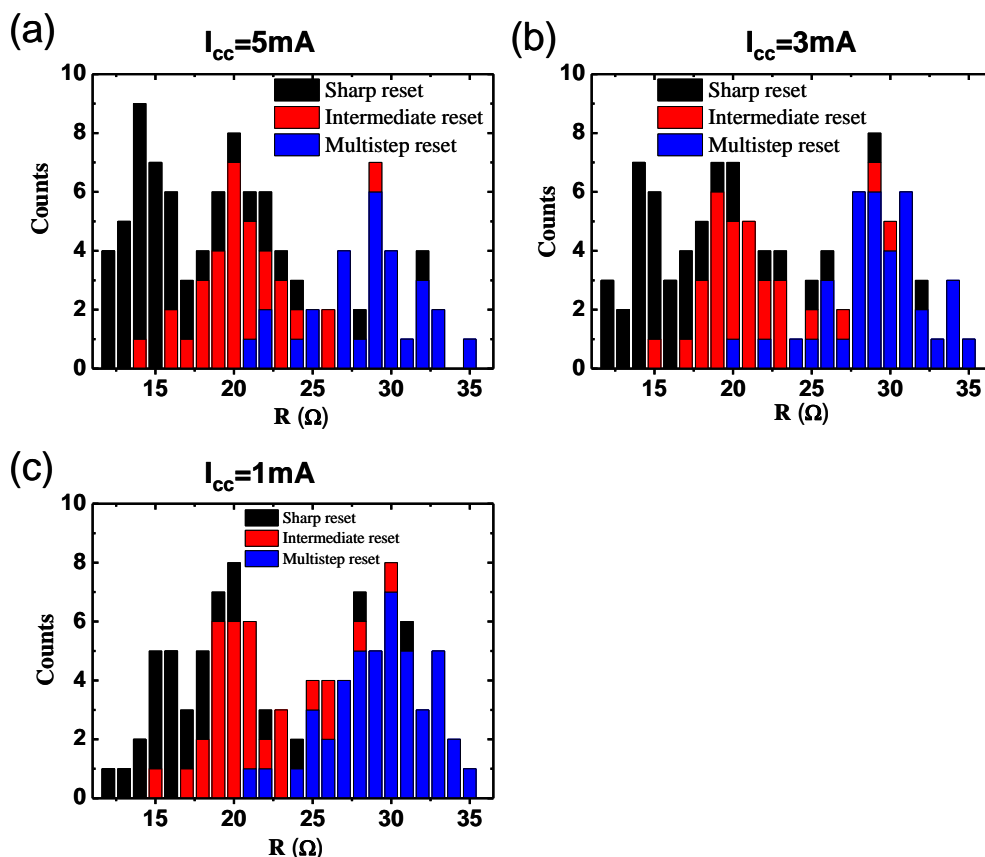 (a)
I_cc=5mA
10
8
6
4
2
0
Counts
Sharp reset
Intermediate reset
Multistep reset
15 20 25 30 35
R (Ω)
(b)
I_cc=3mA
10
8
6
4
2
0
Counts
Sharp reset
Intermediate reset
Multistep reset
15 20 25 30 35
R (Ω)
(c)
I_cc=1mA
10
8
6
4
2
0
Counts
Sharp reset
Intermediate reset
Multistep reset
15 20 25 30 35
R (Ω)